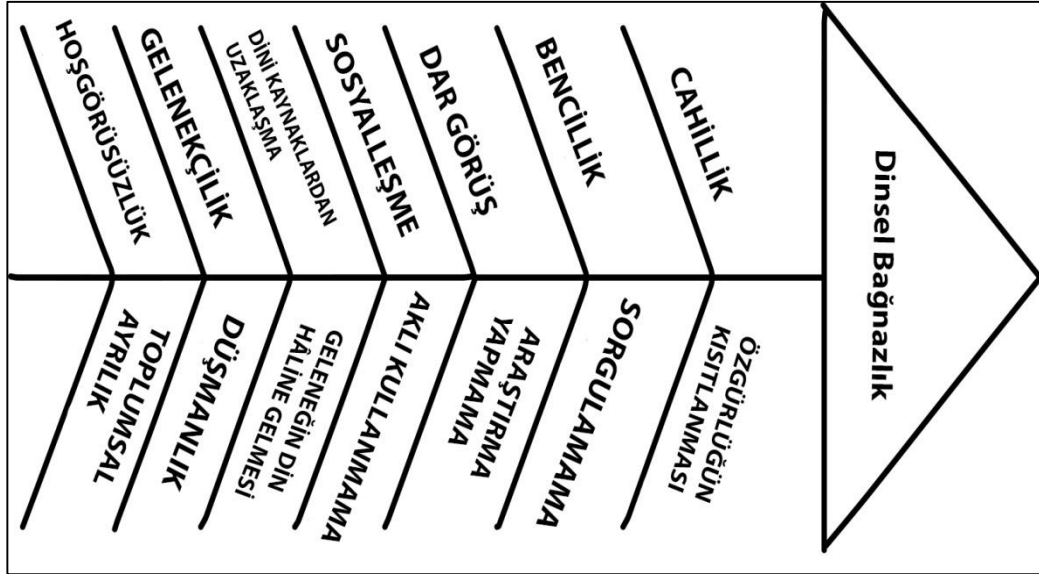 HOŞGÖRÜSÜZLÜK
GELENEKÇİLİK
DİNİ KAYNAKLARDAN
UZAKLAŞMA
SOSYALLEŞME
DAR GÖRÜŞ
BENCİLLİK
CAHİLLİK
Dinsel Bağnazlık
TOPLUMSAL
AYRILIK
DÜŞMANLIK
GELENEĞİN DİN
HÂLİNE GELMESİ
AKLI KULLANMAMA
ARAŞTIRMA
YAPMAMA
SORGULAMAMA
ÖZGÜRLÜĞÜN
KISITLANMASI